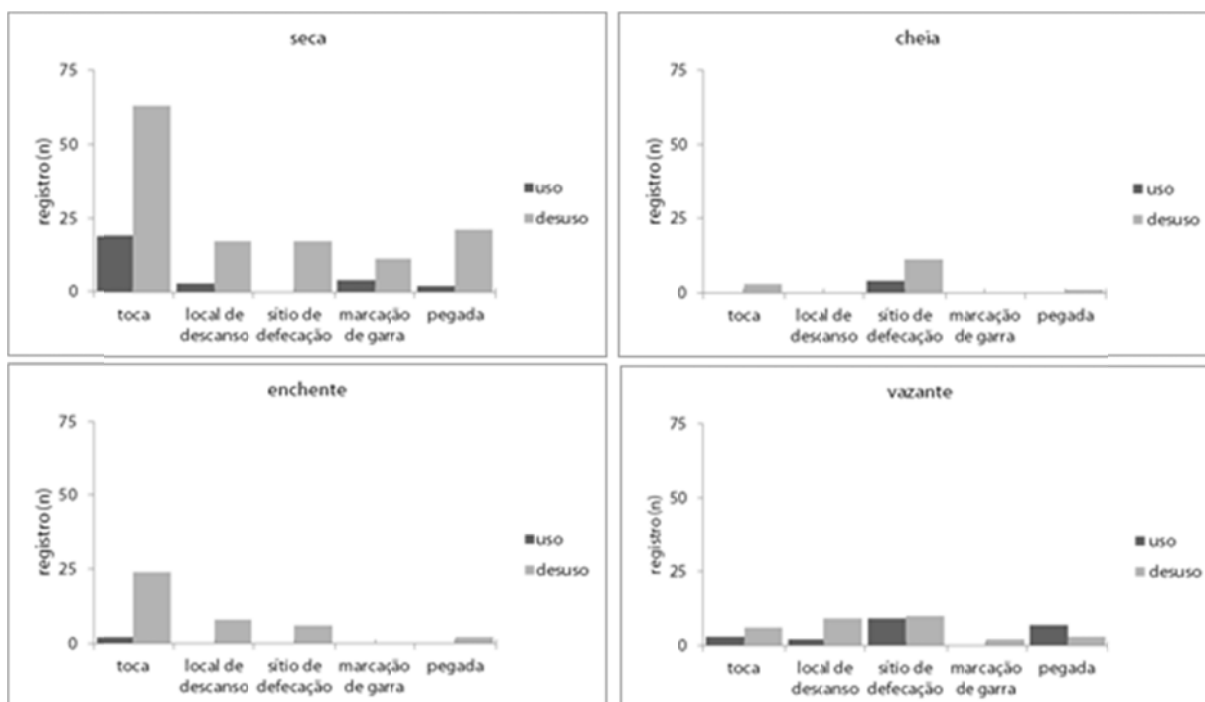 seca
75
50
25
0
registro (n)
toca
local de
descanso
sítio de
defecação
marcação
de garra
pegada
uso
desuso
cheia
75
50
25
0
registro (n)
toca
local de
descanso
sítio de
defecação
marcação
de garra
pegada
uso
desuso
enchente
75
50
25
0
registro (n)
toca
local de
descanso
sítio de
defecação
marcação
de garra
pegada
uso
desuso
vazante
75
50
25
0
registro (n)
toca
local de
descanso
sítio de
defecação
marcação
de garra
pegada
uso
desuso